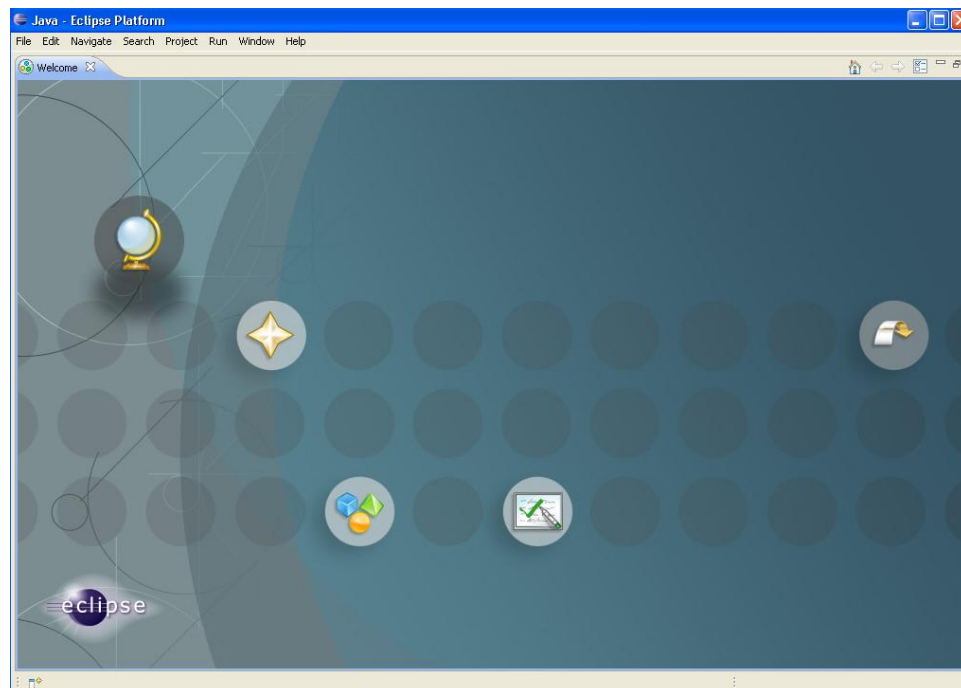 Java - Eclipse Platform
File Edit Navigate Search Project Run Window Help
Welcome
eclipse